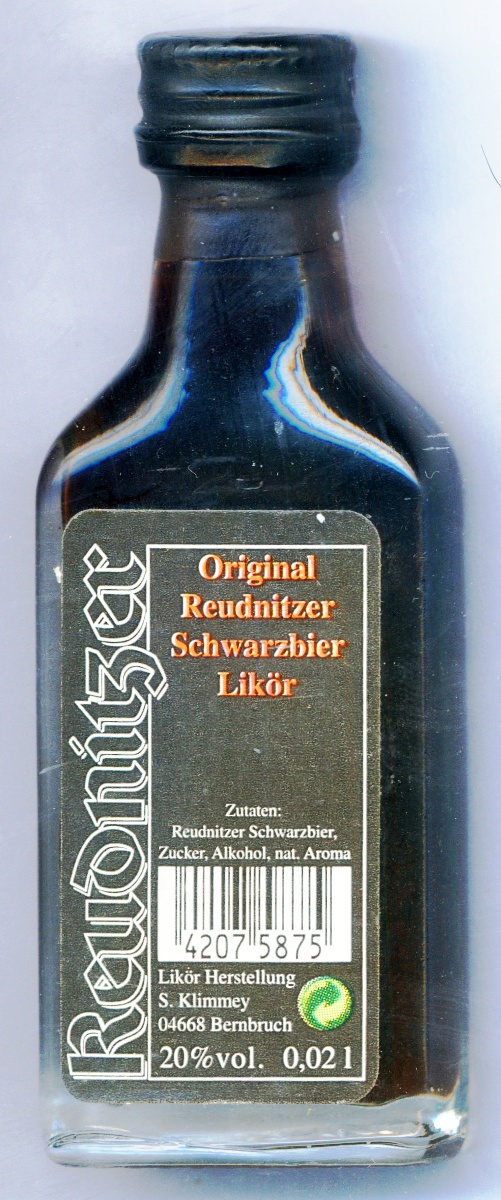 Reudnitzer
Original
Reudnitzer
Schwarzbier
Likör
Zutaten:
Reudnitzer Schwarzbier,
Zucker, Alkohol, nat. Aroma
4207 5875
Likör Herstellung
S. Klimmey
04668 Bernbruch
20%vol. 0,02 l